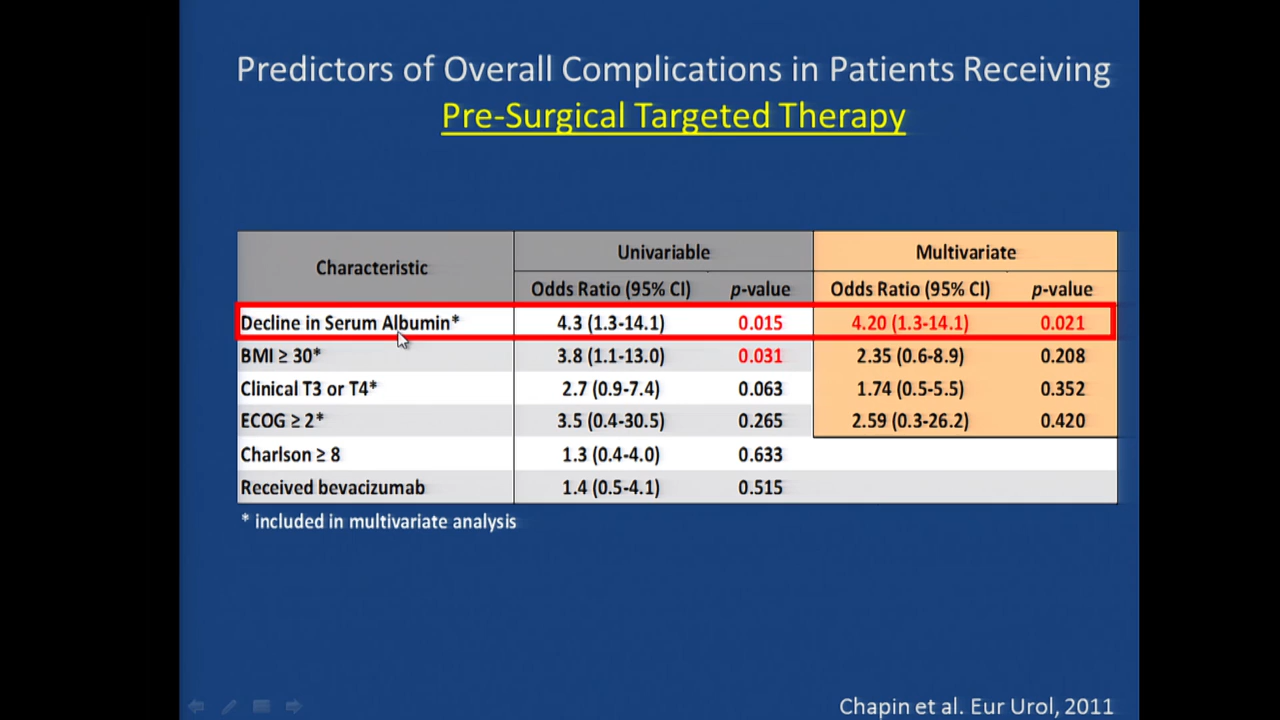 Predictors of Overall Complications in Patients Receiving
Pre-Surgical Targeted Therapy
Characteristic Univariable Multivariate
Odds Ratio (95% CI) p-value Odds Ratio (95% CI) p-value
Decline in Serum Albumin* 4.3 (1.3-14.1) 0.015 4.20 (1.3-14.1) 0.021
BMI ≥ 30* 3.8 (1.1-13.0) 0.031 2.35 (0.6-8.9) 0.208
Clinical T3 or T4* 2.7 (0.9-7.4) 0.063 1.74 (0.5-5.5) 0.352
ECOG ≥ 2* 3.5 (0.4-30.5) 0.265 2.59 (0.3-26.2) 0.420
Charlson ≥ 8 1.3 (0.4-4.0) 0.633
Received bevacizumab 1.4 (0.5-4.1) 0.515
* included in multivariate analysis
Chapin et al. Eur Urol, 2011